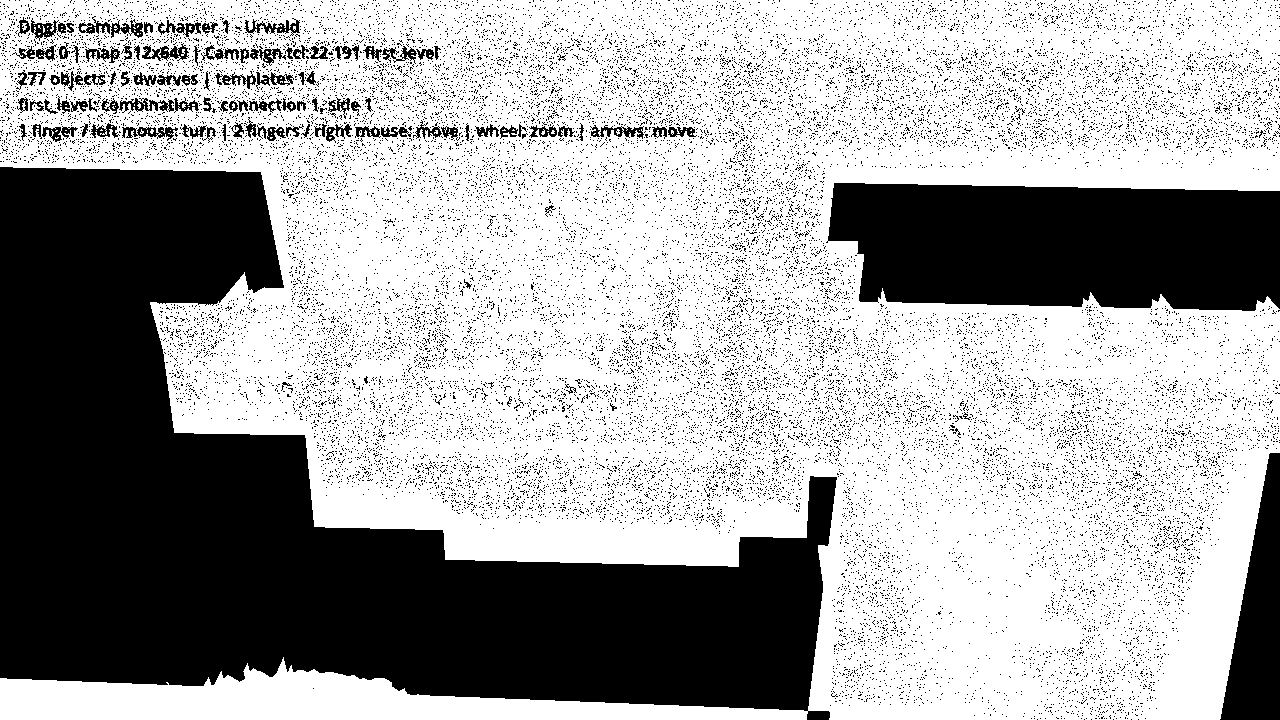 Diggles campaign chapter 1 - Urwald
seed 0 | map 512x640 | Campaign.tcl:22-191 first_level
277 objects / 5 dwarves | templates 14
first_level: combination 5, connection 1, side 1
1 finger / left mouse: turn | 2 fingers / right mouse: move | wheel: zoom | arrows: move